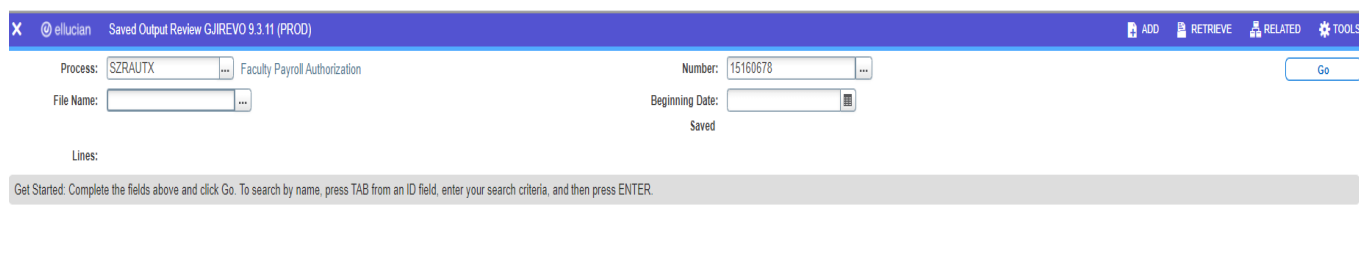 X ellucian Saved Output Review GJIREVO 9.3.11 (PROD) ADD RETRIEVE RELATED TOOLS
Process: SZRAUTX ... Faculty Payroll Authorization Number: 15160678 ... Go
File Name: ... Beginning Date:
Saved
Lines:
Get Started: Complete the fields above and click Go. To search by name, press TAB from an ID field, enter your search criteria, and then press ENTER.